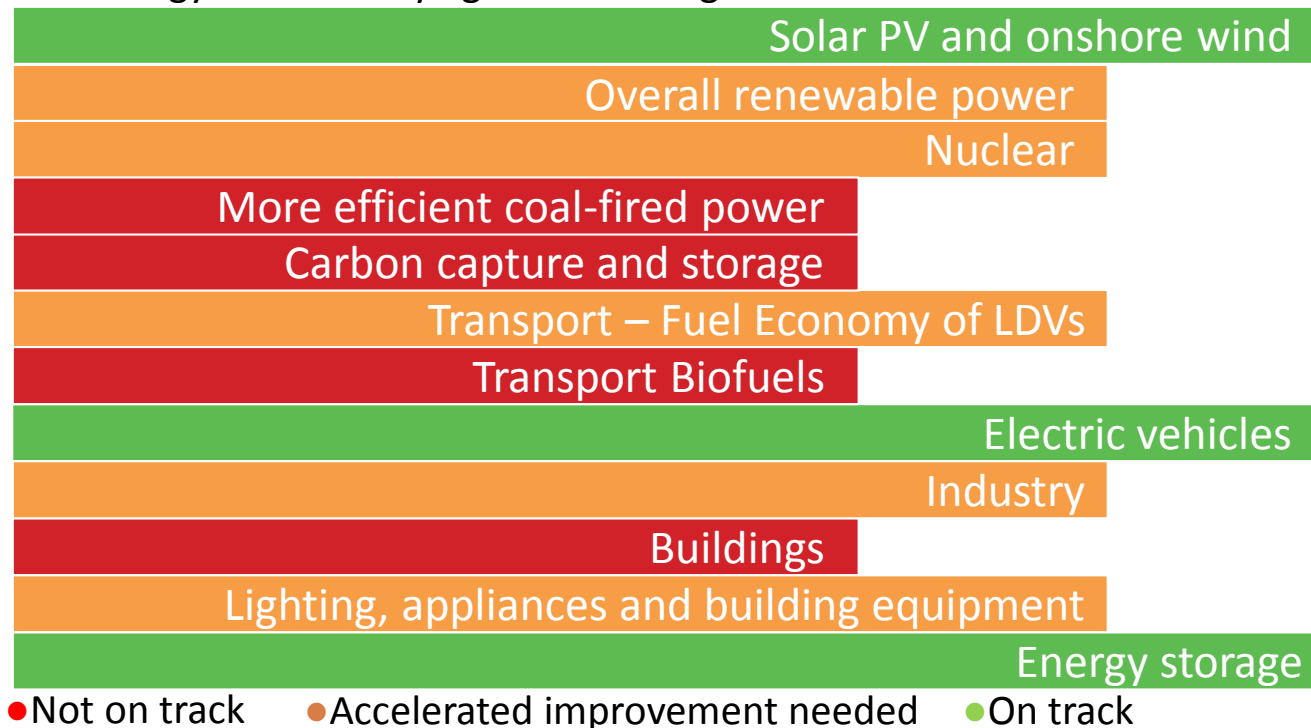 Solar PV and onshore wind
Overall renewable power
Nuclear
More efficient coal-fired power
Carbon capture and storage
Transport – Fuel Economy of LDVs
Transport Biofuels
Electric vehicles
Industry
Buildings
Lighting, appliances and building equipment
Energy storage
●Not on track ●Accelerated improvement needed ●On track